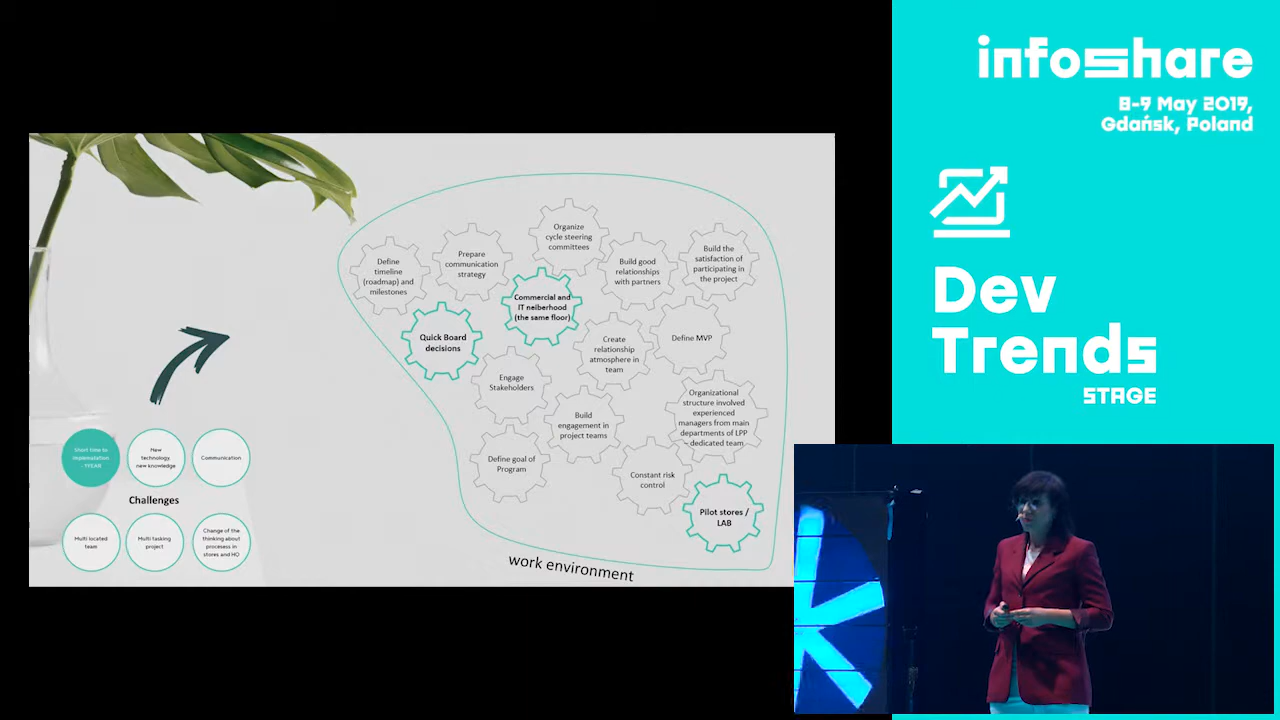 infoshare
8-9 May 2019,
Gdańsk, Poland
Dev
Trends
STAGE
Organize
cycle steering
committees
Define
timeline
(roadmap) and
milestones
Prepare
communication
strategy
Build good
relationships
with partners
Build the
satisfaction of
participating in
the project
Commercial and
IT neiberhood
(the same floor)
Quick Board
decisions
Create
relationship
atmosphere in
team
Define MVP
Engage
Stakeholders
Build
engagement in
project teams
Organizational
structure involved
experienced
managers from main
departments of LPP
– dedicated team
Define goal of
Program
Constant risk
control
Pilot stores /
LAB
work environment
Short time to
- 1YEAR
New
technology,
new knowledge
Communication
Challenges
Multi located
team
Multi tasking
project
Change of the
thinking about
processess in
stores and HQ